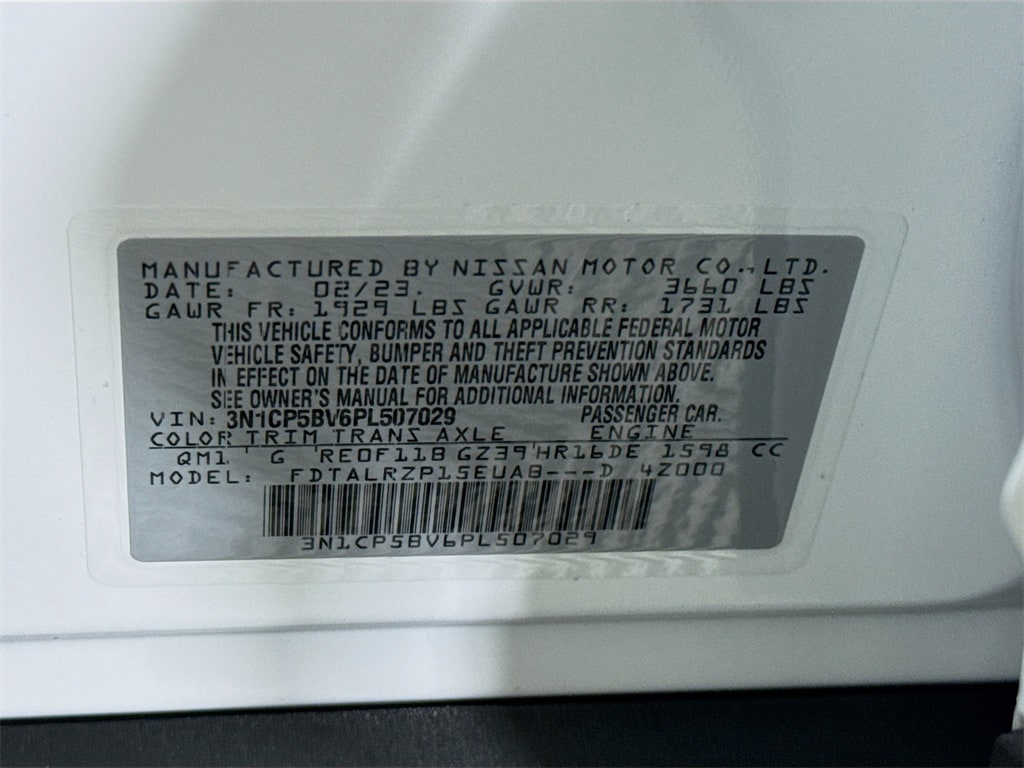 MANUFACTURED BY NISSAN MOTOR CO., LTD.
DATE: 02/23. GVWR: 3660 LBS
GAWR FR: 1929 LBS GAWR RR: 1731 LBS
THIS VEHICLE CONFORMS TO ALL APPLICABLE FEDERAL MOTOR
VEHICLE SAFETY, BUMPER AND THEFT PREVENTION STANDARDS
IN EFFECT ON THE DATE OF MANUFACTURE SHOWN ABOVE.
SEE OWNER'S MANUAL FOR ADDITIONAL INFORMATION.
VIN: 3N1CP5BV6PL507029 PASSENGER CAR.
COLOR TRIM TRANS AXLE ENGINE
QM1 ' G 'RE0F11B GZ39'HR16DE 1598 CC
MODEL: FDTALRZP15EUAB---D 4Z000
3N1CP5BV6PL507029